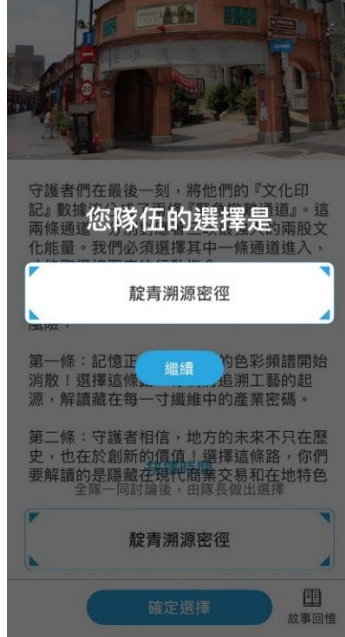 守護者們在最後一刻，將他們的『文化印
記』數據
。這
兩條通道
兩股文
化能量。我們必須選擇其中一條通道進入，
您隊伍的選擇是
靛青溯源密徑
風險，
繼續
第一條：記憶正
的色彩頻譜開始
消散！選擇這條
追溯工藝的起
源，解讀藏在每一寸纖維中的產業密碼。
第二條：守護者相信，地方的未來不只在歷
史，也在於創新的價值！選擇這條路，你們
要解讀的是隱藏在現代商業交易和在地特色
全隊一同討論後，由隊長做出選擇
靛青溯源密徑
確定選擇
故事回憶